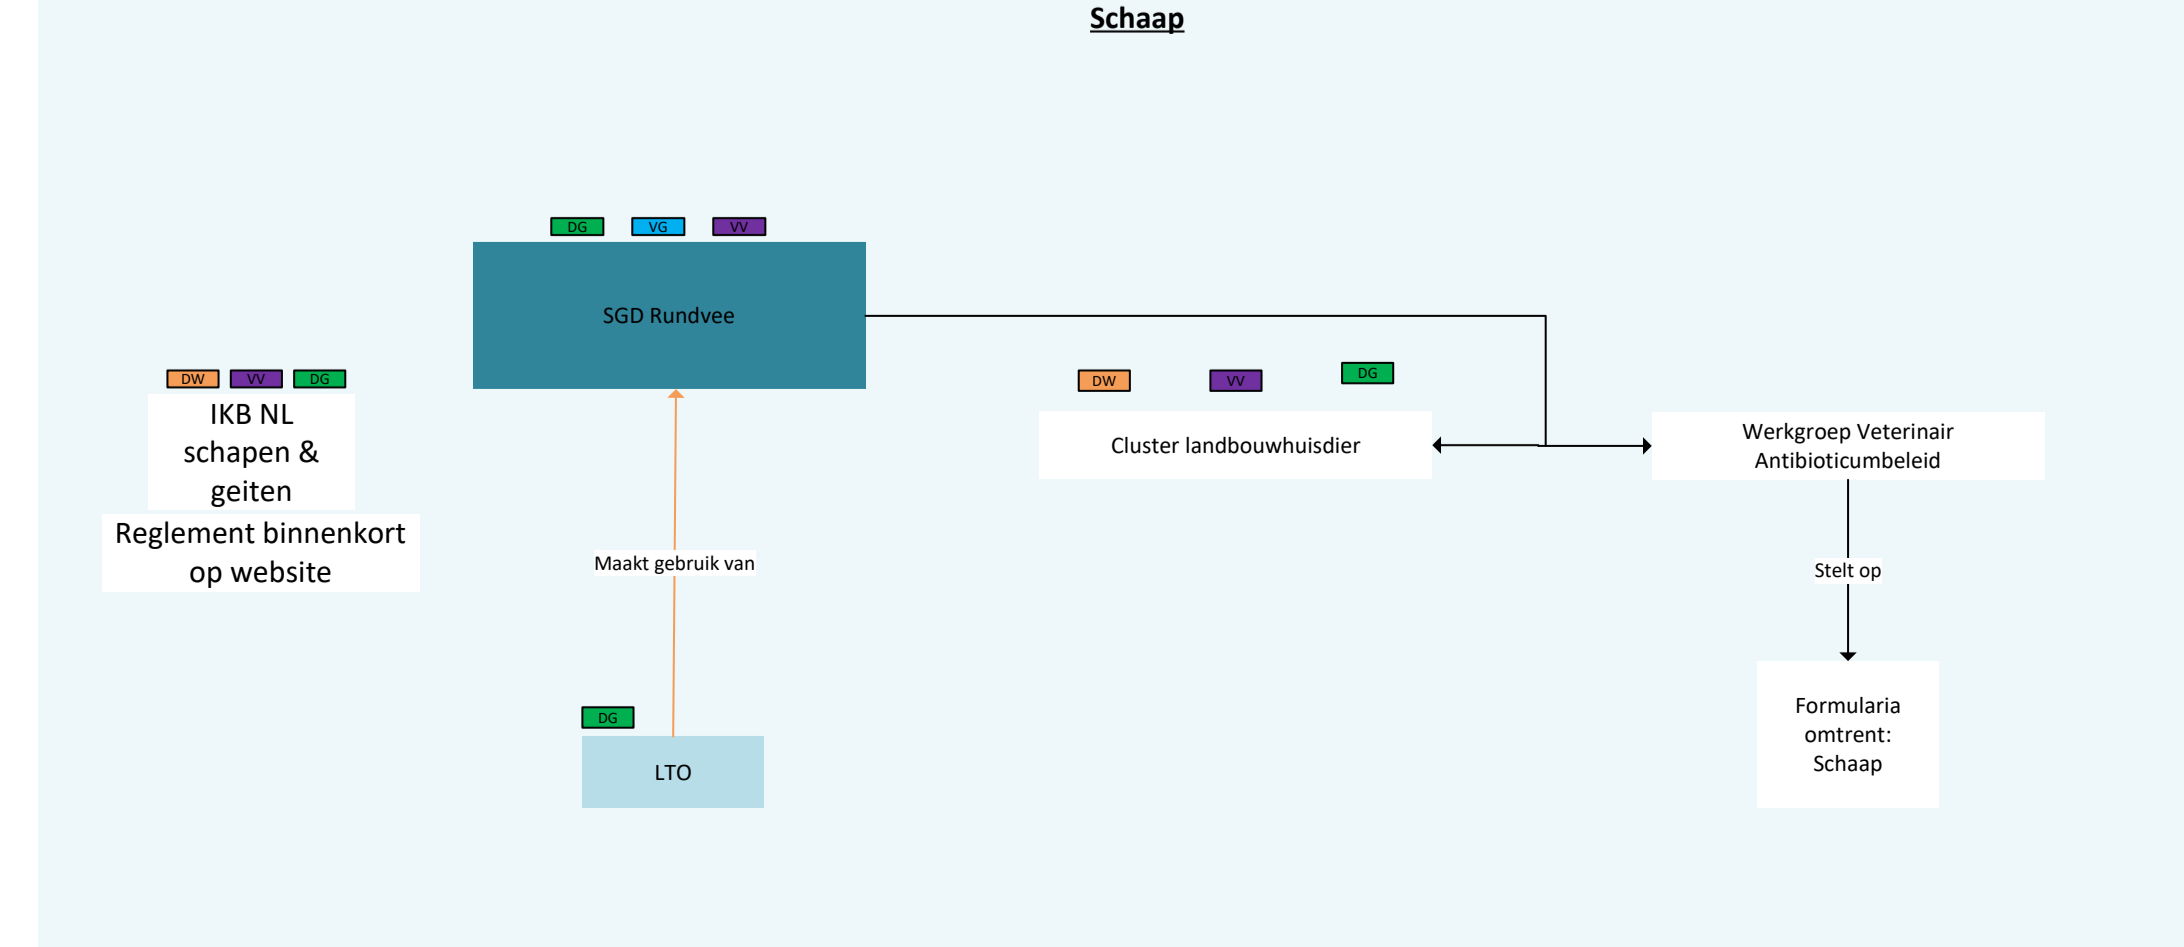 Schaap
DG VG VV
SGD Rundvee
DW VV DG
IKB NL
schapen &
geiten
Reglement binnenkort
op website
DW VV DG
Cluster landbouwhuisdier
Werkgroep Veterinair
Antibioticumbeleid
Maakt gebruik van
Stelt op
DG
LTO
Formularia
omtrent:
Schaap